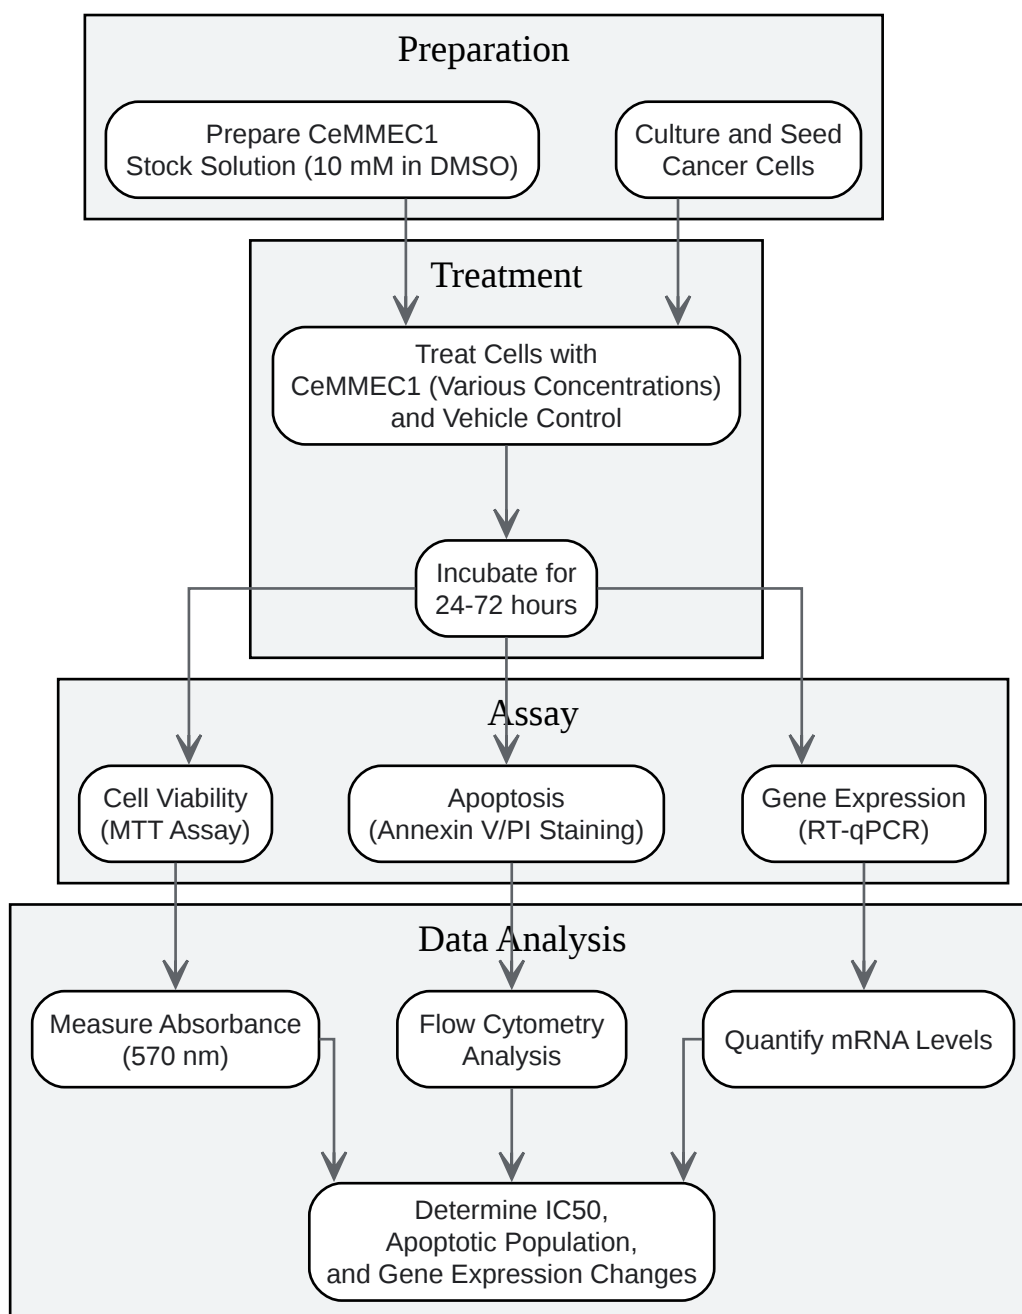 Preparation
Prepare CeMMEC1
Stock Solution (10 mM in DMSO)
Culture and Seed
Cancer Cells
Treatment
Treat Cells with
CeMMEC1 (Various Concentrations)
and Vehicle Control
Incubate for
24-72 hours
Assay
Cell Viability
(MTT Assay)
Apoptosis
(Annexin V/PI Staining)
Gene Expression
(RT-qPCR)
Data Analysis
Measure Absorbance
(570 nm)
Flow Cytometry
Analysis
Quantify mRNA Levels
Determine IC50,
Apoptotic Population,
and Gene Expression Changes